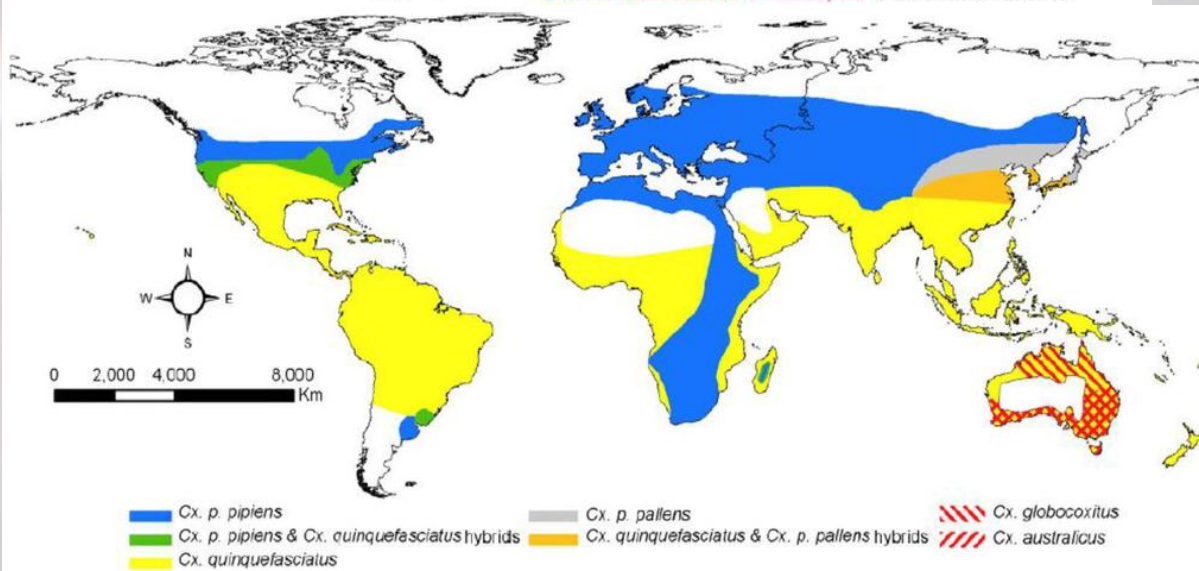 N
W E
S
0 2,000 4,000 8,000
Km
Cx. p. pipiens
Cx. p. pipiens & Cx. quinquefasciatus hybrids
Cx. quinquefasciatus
Cx. p. pallens
Cx. quinquefasciatus & Cx. p. pallens hybrids
Cx. globocoxitus
Cx. australicus